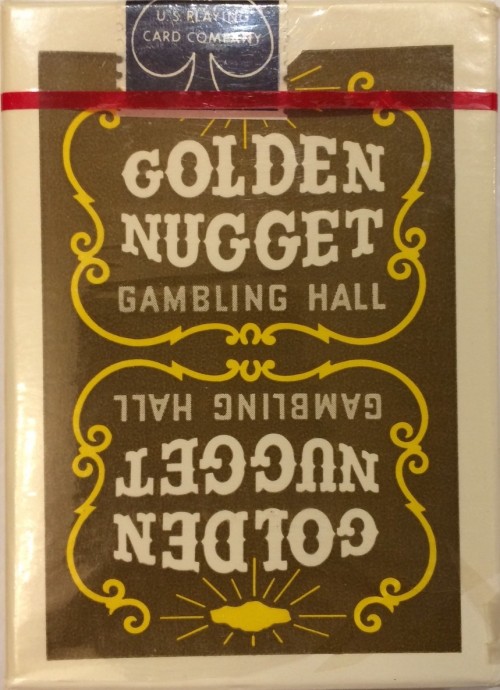 U.S. PLAYING
CARD COMPANY
GOLDEN
NUGGET
GAMBLING HALL
GAMBLING HALL
NUGGET
GOLDEN